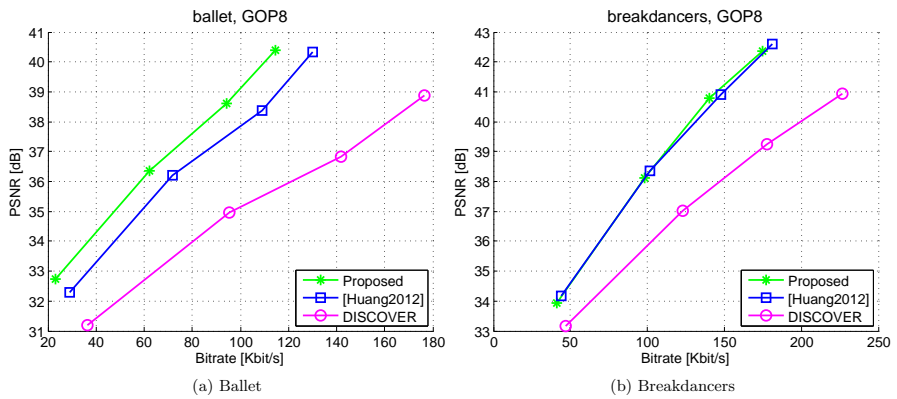 ballet, GOP8
41
40
39
38
37
36
35
34
33
32
31
PSNR [dB]
20 40 60 80 100 120 140 160 180
Bitrate [Kbit/s]
Proposed
[Huang2012]
DISCOVER
(a) Ballet
breakdancers, GOP8
43
42
41
40
39
38
37
36
35
34
33
PSNR [dB]
0 50 100 150 200 250
Bitrate [Kbit/s]
Proposed
[Huang2012]
DISCOVER
(b) Breakdancers